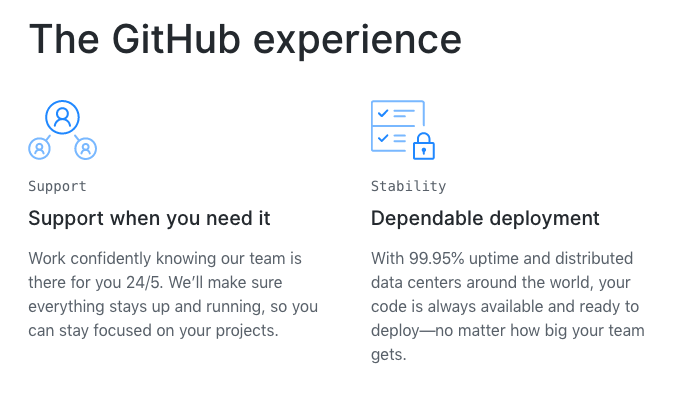 The GitHub experience
Support
Support when you need it
Work confidently knowing our team is
there for you 24/5. We’ll make sure
everything stays up and running, so you
can stay focused on your projects.
Stability
Dependable deployment
With 99.95% uptime and distributed
data centers around the world, your
code is always available and ready to
deploy—no matter how big your team
gets.